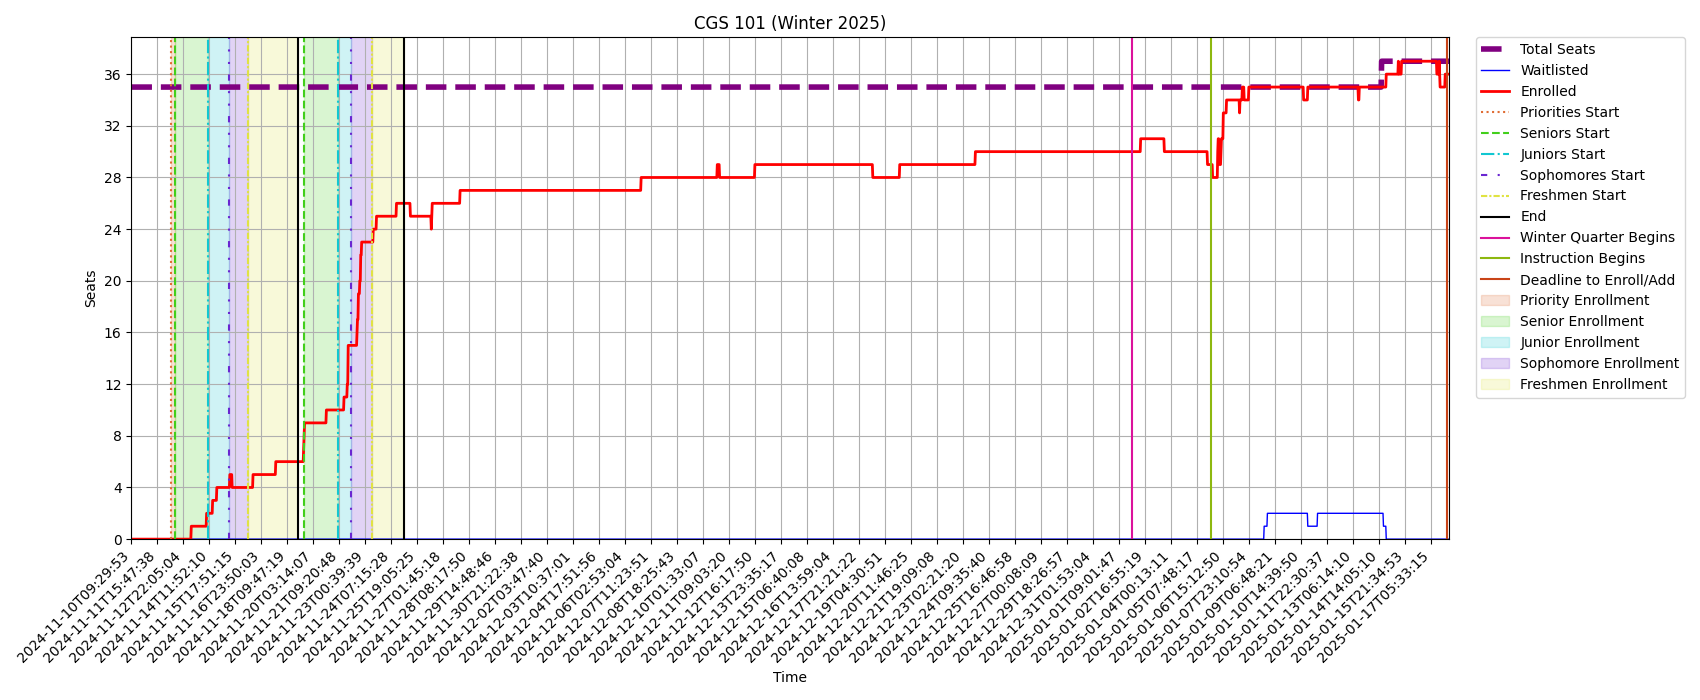 CGS 101 (Winter 2025)
Seats
36
32
28
24
20
16
12
8
4
0
2024-11-10T09:29:53
2024-11-11T15:47:38
2024-11-12T22:05:04
2024-11-14T11:52:10
2024-11-15T17:51:15
2024-11-16T23:50:03
2024-11-18T09:47:19
2024-11-20T03:14:07
2024-11-21T09:20:48
2024-11-23T00:39:39
2024-11-24T07:15:28
2024-11-25T19:05:25
2024-11-27T01:45:18
2024-11-28T08:17:50
2024-11-29T14:48:46
2024-11-30T21:22:38
2024-12-02T03:47:40
2024-12-03T10:37:01
2024-12-04T17:51:56
2024-12-06T02:53:04
2024-12-07T11:23:51
2024-12-08T18:25:43
2024-12-10T01:33:07
2024-12-11T09:03:20
2024-12-12T16:17:50
2024-12-13T23:35:17
2024-12-15T06:40:08
2024-12-16T13:59:04
2024-12-17T21:21:22
2024-12-19T04:30:51
2024-12-20T11:46:25
2024-12-21T19:09:08
2024-12-23T02:21:20
2024-12-24T09:35:40
2024-12-25T16:46:58
2024-12-27T00:08:09
2024-12-29T18:26:57
2024-12-31T01:53:04
2025-01-01T09:01:47
2025-01-02T16:55:19
2025-01-04T00:13:11
2025-01-05T07:48:17
2025-01-06T15:12:50
2025-01-07T23:10:54
2025-01-09T06:48:21
2025-01-10T14:39:50
2025-01-11T22:30:37
2025-01-13T06:14:10
2025-01-14T14:05:10
2025-01-15T21:34:53
2025-01-17T05:33:15
Time
Total Seats
Waitlisted
Enrolled
Priorities Start
Seniors Start
Juniors Start
Sophomores Start
Freshmen Start
End
Winter Quarter Begins
Instruction Begins
Deadline to Enroll/Add
Priority Enrollment
Senior Enrollment
Junior Enrollment
Sophomore Enrollment
Freshmen Enrollment